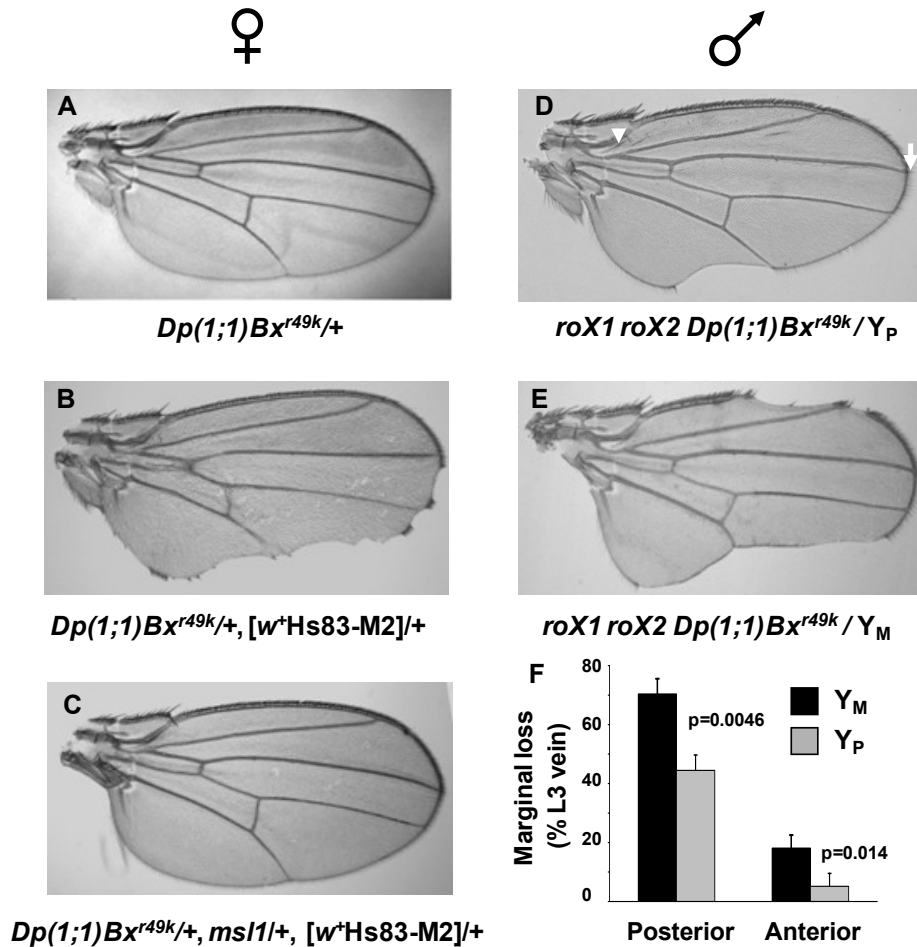 ♀ ♂
A
Dp(1;1)Bx^r49k/+
B
Dp(1;1)Bx^r49k/+, [w⁺Hs83-M2]/+
C
Dp(1;1)Bx^r49k/+, msl1/+, [w⁺Hs83-M2]/+
D
roX1 roX2 Dp(1;1)Bx^r49k / Y_P
E
roX1 roX2 Dp(1;1)Bx^r49k / Y_M
F
Marginal loss
(% L3 vein)
80
60
40
20
0
p=0.0046
p=0.014
Y_M
Y_P
Posterior Anterior